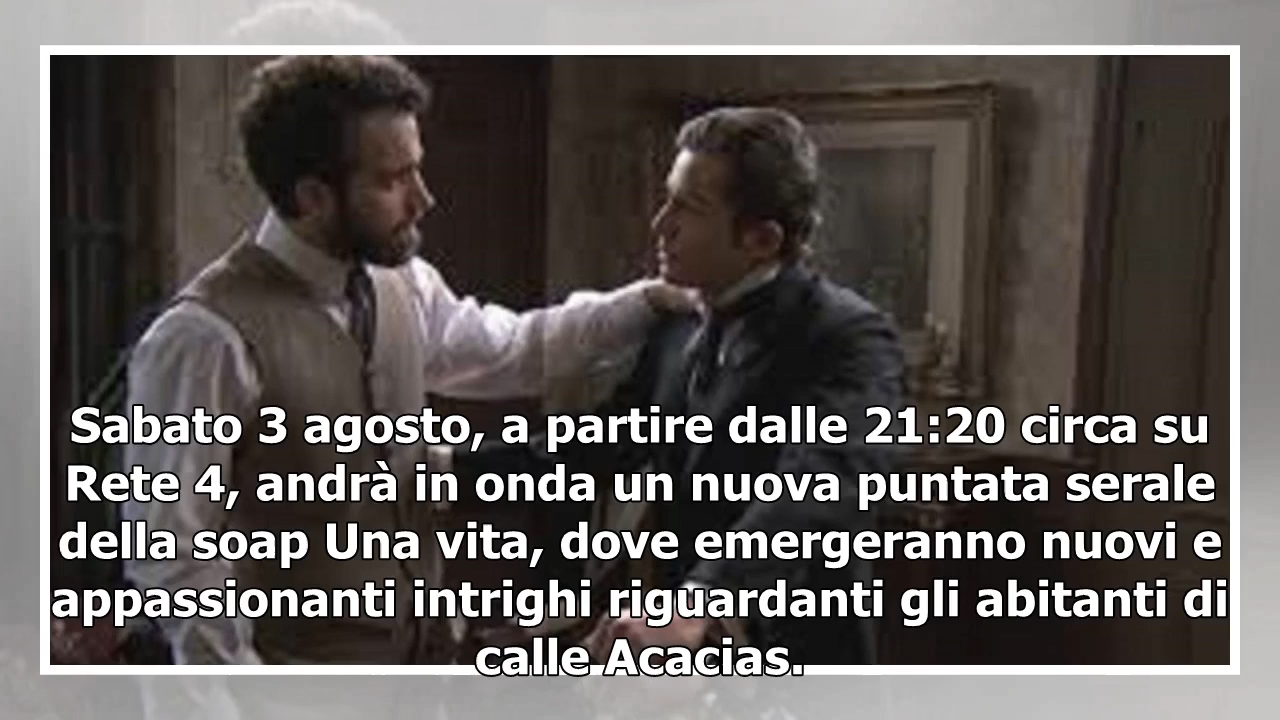 Sabato 3 agosto, a partire dalle 21:20 circa su
Rete 4, andrà in onda un nuova puntata serale
della soap Una vita, dove emergeranno nuovi e
appassionanti intrighi riguardanti gli abitanti di
calle Acacias.